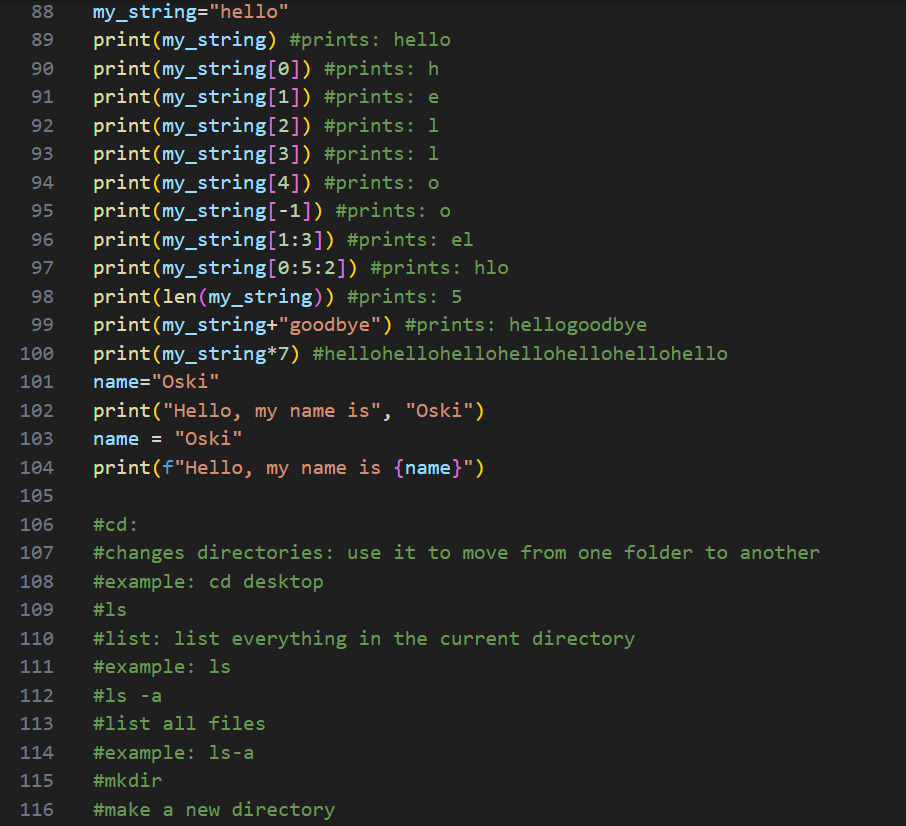 88 my_string="hello"
89 print(my_string) #prints: hello
90 print(my_string[0]) #prints: h
91 print(my_string[1]) #prints: e
92 print(my_string[2]) #prints: l
93 print(my_string[3]) #prints: l
94 print(my_string[4]) #prints: o
95 print(my_string[-1]) #prints: o
96 print(my_string[1:3]) #prints: el
97 print(my_string[0:5:2]) #prints: hlo
98 print(len(my_string)) #prints: 5
99 print(my_string+"goodbye") #prints: hellogoodbye
100 print(my_string*7) #hellohellohellohellohellohellohello
101 name="Oski"
102 print("Hello, my name is", "Oski")
103 name = "Oski"
104 print(f"Hello, my name is {name}")
105
106 #cd:
107 #changes directories: use it to move from one folder to another
108 #example: cd desktop
109 #ls
110 #list: list everything in the current directory
111 #example: ls
112 #ls -a
113 #list all files
114 #example: ls-a
115 #mkdir
116 #make a new directory